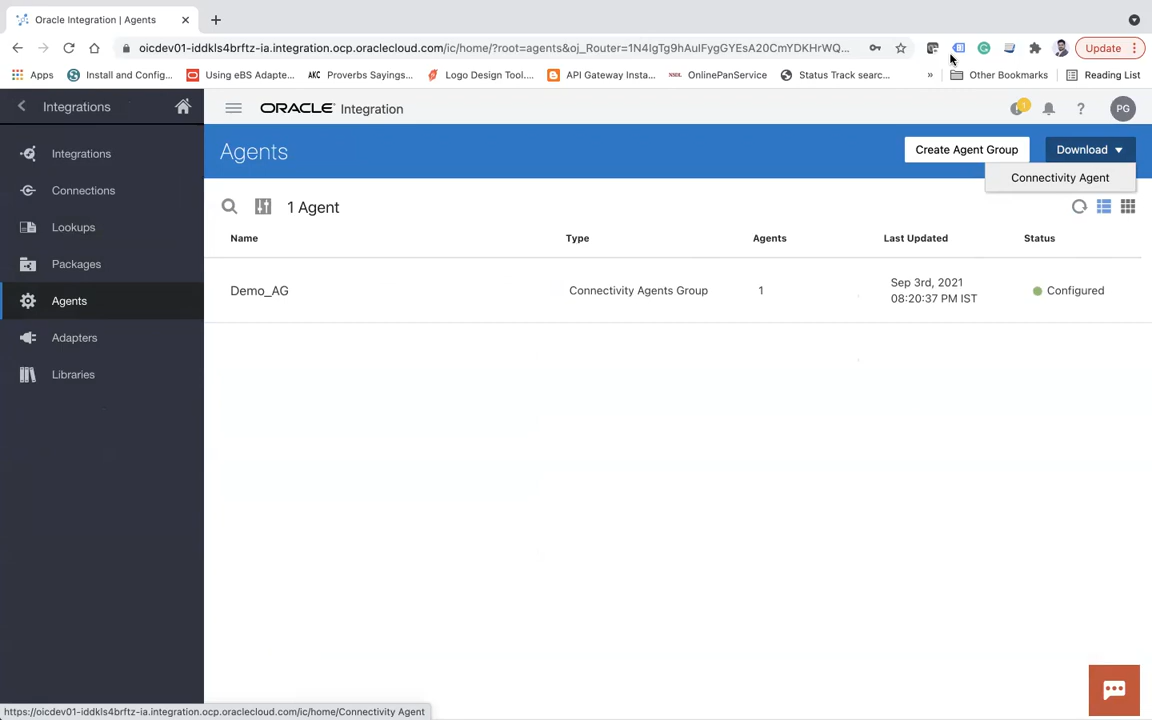 Oracle Integration | Agents
oicdev01-iddkls4brftz-ia.integration.ocp.oraclecloud.com/ic/home/?root=agents&oj_Router=1N4IgTg9hAuIFygGYEsA20CmYDKHrWQ...
Update
Apps
Install and Config...
Using eBS Adapte...
AKC Proverbs Sayings...
Logo Design Tool....
API Gateway Insta...
NSDL OnlinePanService
Status Track searc...
»
Other Bookmarks
Reading List
Integrations
ORACLE Integration
1
PG
Agents
Create Agent Group
Download
Connectivity Agent
Integrations
Connections
Lookups
Packages
Agents
Adapters
Libraries
1 Agent
Name Type Agents Last Updated Status
Demo_AG Connectivity Agents Group 1 Sep 3rd, 2021 Configured
08:20:37 PM IST
https://oicdev01-iddkls4brftz-ia.integration.ocp.oraclecloud.com/ic/home/Connectivity Agent